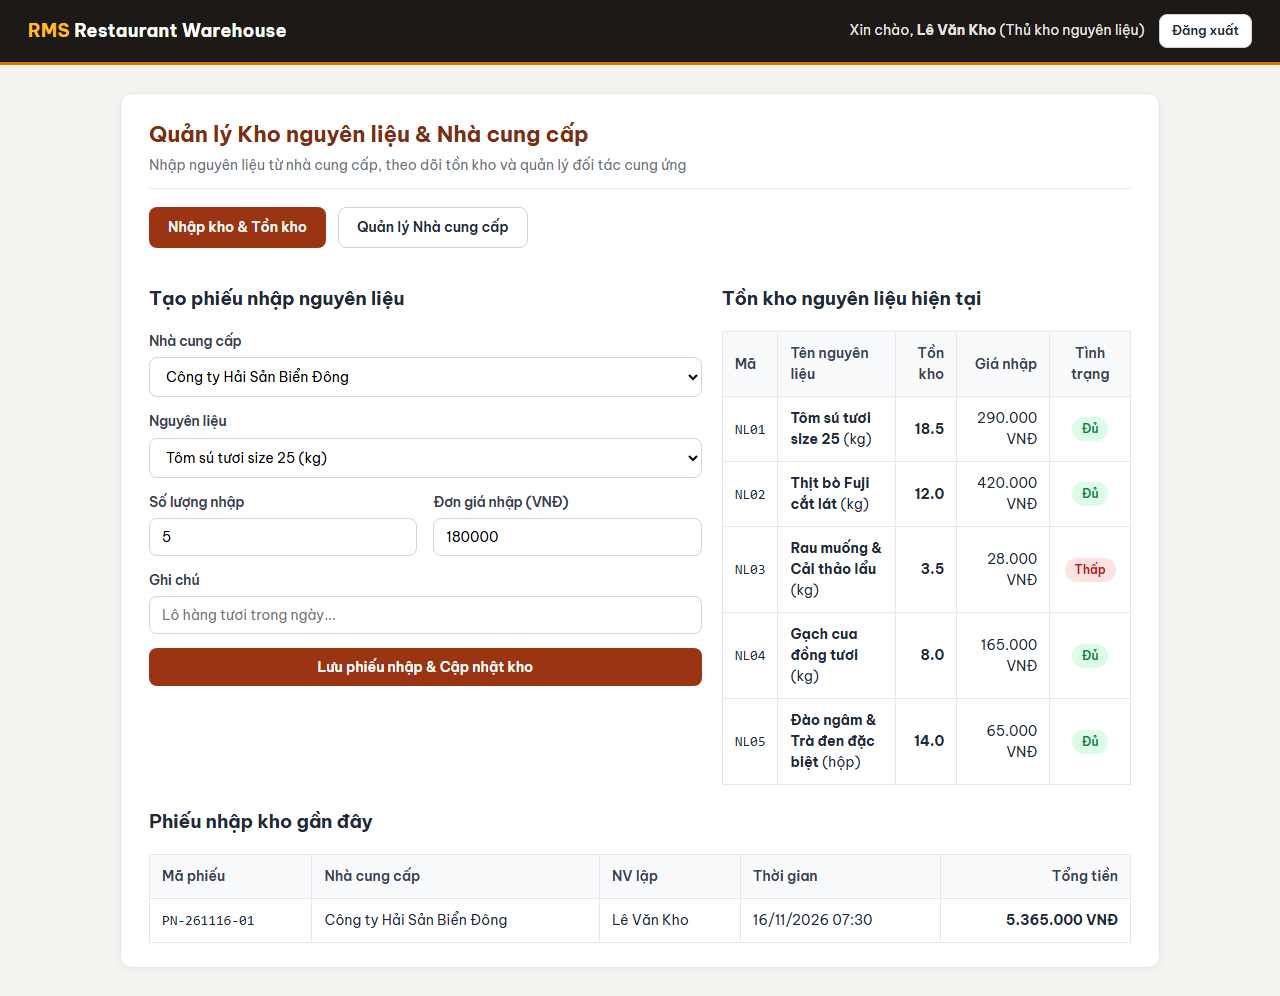 RMS Restaurant Warehouse
Xin chào, Lê Văn Kho (Thủ kho nguyên liệu)
Đăng xuất
Quản lý Kho nguyên liệu & Nhà cung cấp
Nhập nguyên liệu từ nhà cung cấp, theo dõi tồn kho và quản lý đối tác cung ứng
Nhập kho & Tồn kho
Quản lý Nhà cung cấp
Tạo phiếu nhập nguyên liệu
Nhà cung cấp
Công ty Hải Sản Biển Đông
Nguyên liệu
Tôm sú tươi size 25 (kg)
Số lượng nhập
Đơn giá nhập (VNĐ)
5
180000
Ghi chú
Lô hàng tươi trong ngày...
Lưu phiếu nhập & Cập nhật kho
Tồn kho nguyên liệu hiện tại
Mã
Tên nguyên
liệu
Tồn
kho
Giá nhập
Tình
trạng
NL01
Tôm sú tươi
size 25 (kg)
18.5
290.000
VNĐ
Đủ
NL02
Thịt bò Fuji
cắt lát (kg)
12.0
420.000
VNĐ
Đủ
NL03
Rau muống &
Cải thảo lẩu
(kg)
3.5
28.000
VNĐ
Thấp
NL04
Gạch cua
đồng tươi
(kg)
8.0
165.000
VNĐ
Đủ
NL05
Đào ngâm &
Trà đen đặc
biệt (hộp)
14.0
65.000
VNĐ
Đủ
Phiếu nhập kho gần đây
Mã phiếu
Nhà cung cấp
NV lập
Thời gian
Tổng tiền
PN-261116-01
Công ty Hải Sản Biển Đông
Lê Văn Kho
16/11/2026 07:30
5.365.000 VNĐ